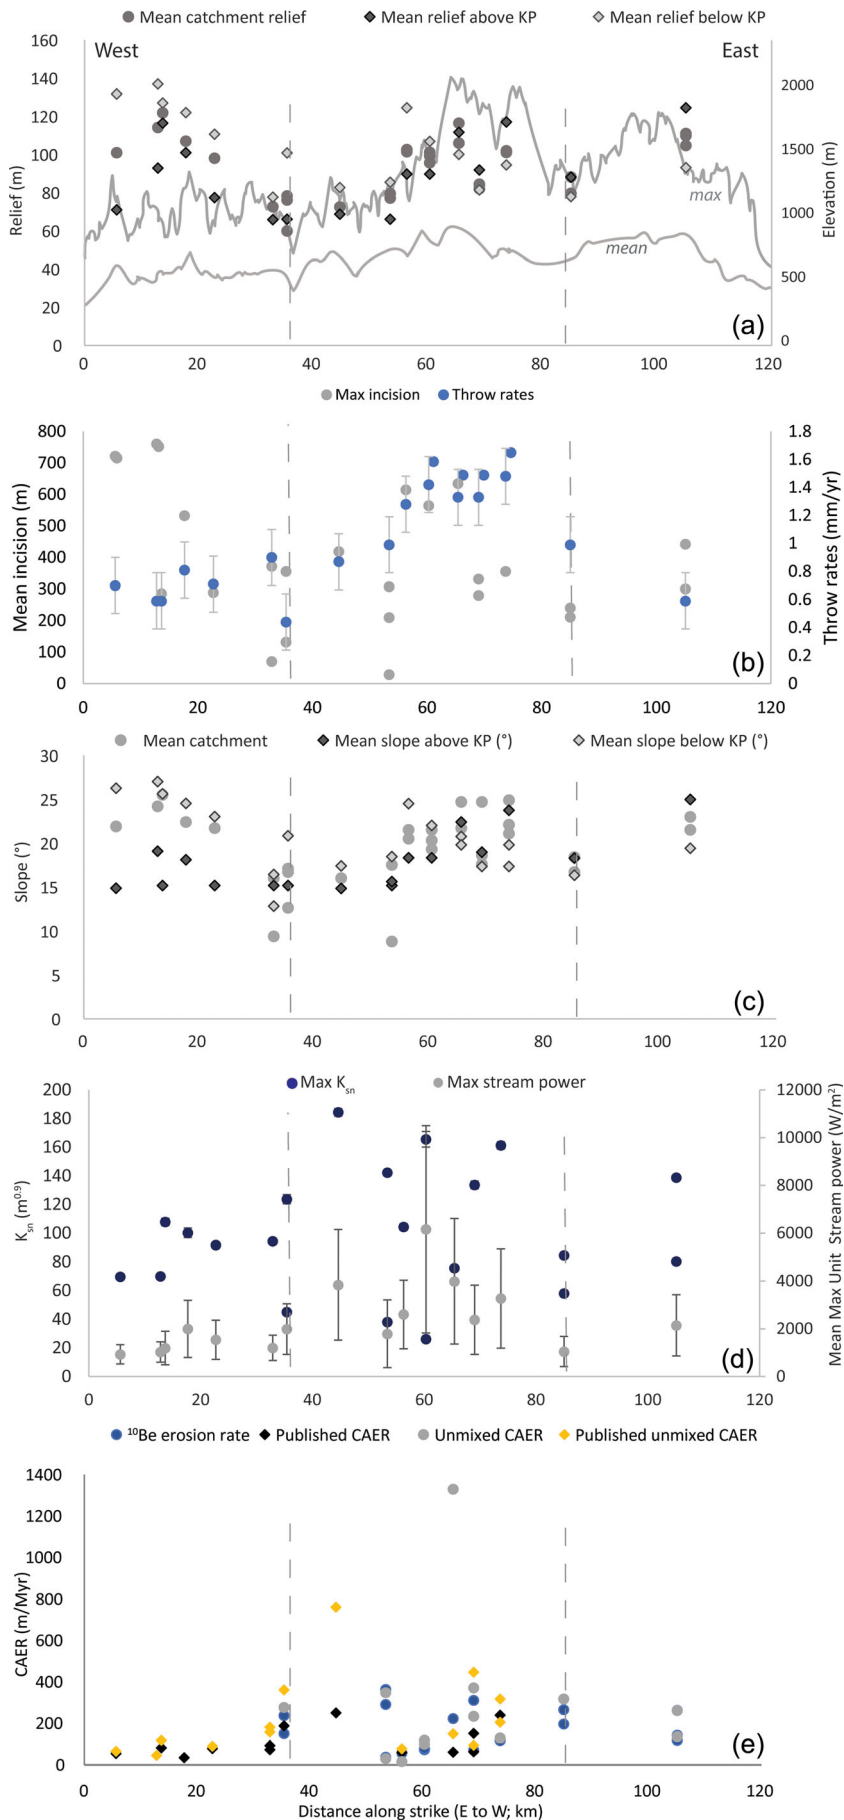 Mean catchment relief Mean relief above KP Mean relief below KP
160
140
120
100
80
60
40
20
0
Relief (m)
West
East
2000
1500
1000
500
0
Elevation (m)
max
mean
(a)
0 20 40 60 80 100 120
Max incision Throw rates
800
700
600
500
400
300
200
100
0
Mean incision (m)
1.8
1.6
1.4
1.2
1
0.8
0.6
0.4
0.2
0
Throw rates (mm/yr)
(b)
0 20 40 60 80 100 120
Mean catchment Mean slope above KP (°) Mean slope below KP (°)
30
25
20
15
10
5
0
Slope (°)
(c)
0 20 40 60 80 100 120
Max Ksn Max stream power
200
180
160
140
120
100
80
60
40
20
0
Ksn (m0.9)
12000
10000
8000
6000
4000
2000
0
Mean Max Unit Stream power (W/m²)
(d)
0 20 40 60 80 100 120
¹⁰Be erosion rate Published CAER Unmixed CAER Published unmixed CAER
1400
1200
1000
800
600
400
200
0
CAER (m/Myr)
(e)
0 20 40 60 80 100 120
Distance along strike (E to W; km)